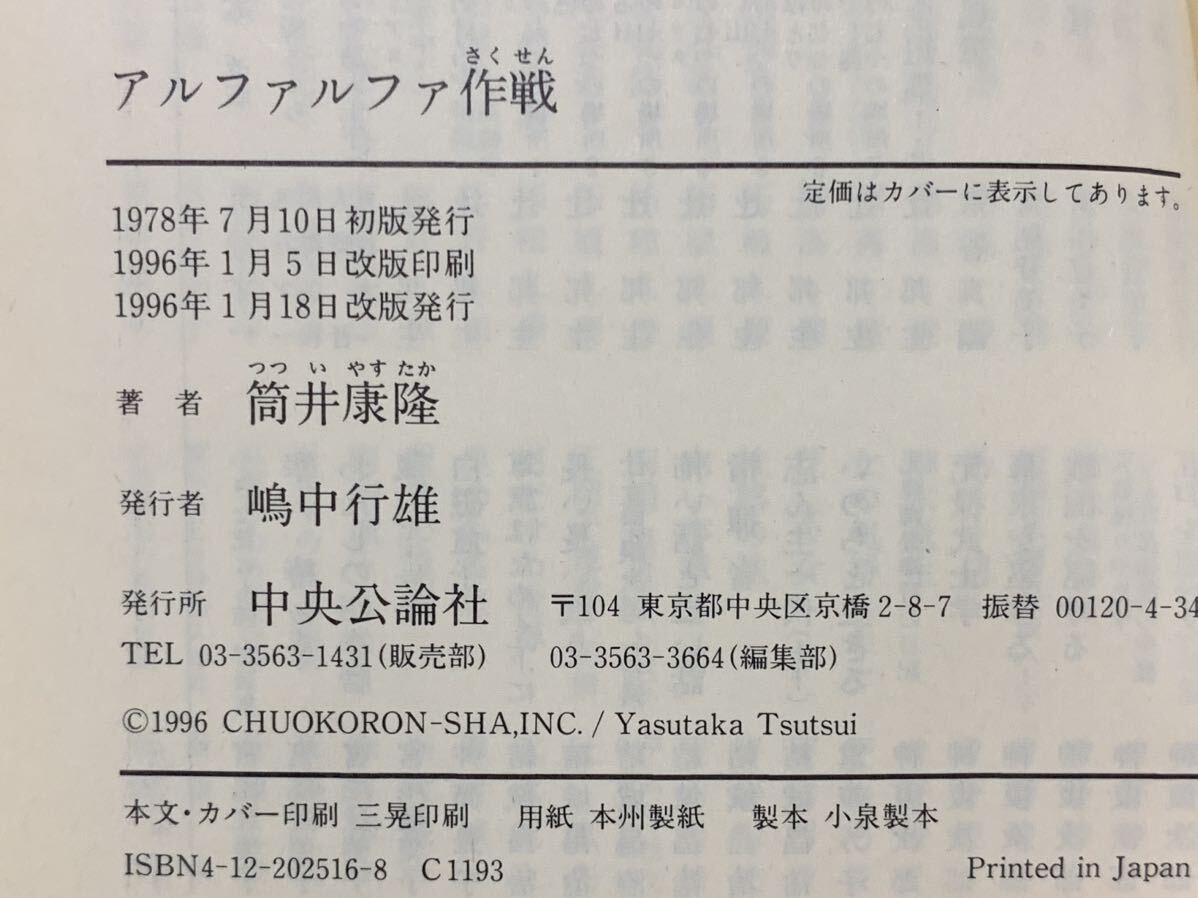 さくせん
アルファルファ作戦
定価はカバーに表示してあります。
1978年7月10日初版発行
1996年1月5日改版印刷
1996年1月18日改版発行
つついやすたか
著者 筒井康隆
発行者 嶋中行雄
発行所 中央公論社 〒104 東京都中央区京橋2-8-7 振替 00120-4-34
TEL 03-3563-1431(販売部) 03-3563-3664(編集部)
©1996 CHUOKORON-SHA,INC. / Yasutaka Tsutsui
本文・カバー印刷 三晃印刷 用紙 本州製紙 製本 小泉製本
ISBN4-12-202516-8 C1193 Printed in Japan